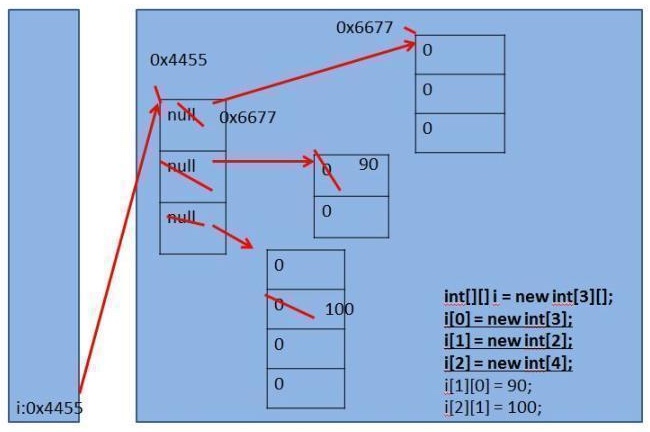 0x6677
0
0
0
0x4455
null
0x6677
null
null
0
90
0
0
0
100
0
0
int[][] i = new int[3][];
i[0] = new int[3];
i[1] = new int[2];
i[2] = new int[4];
i[1][0] = 90;
i[2][1] = 100;
i:0x4455